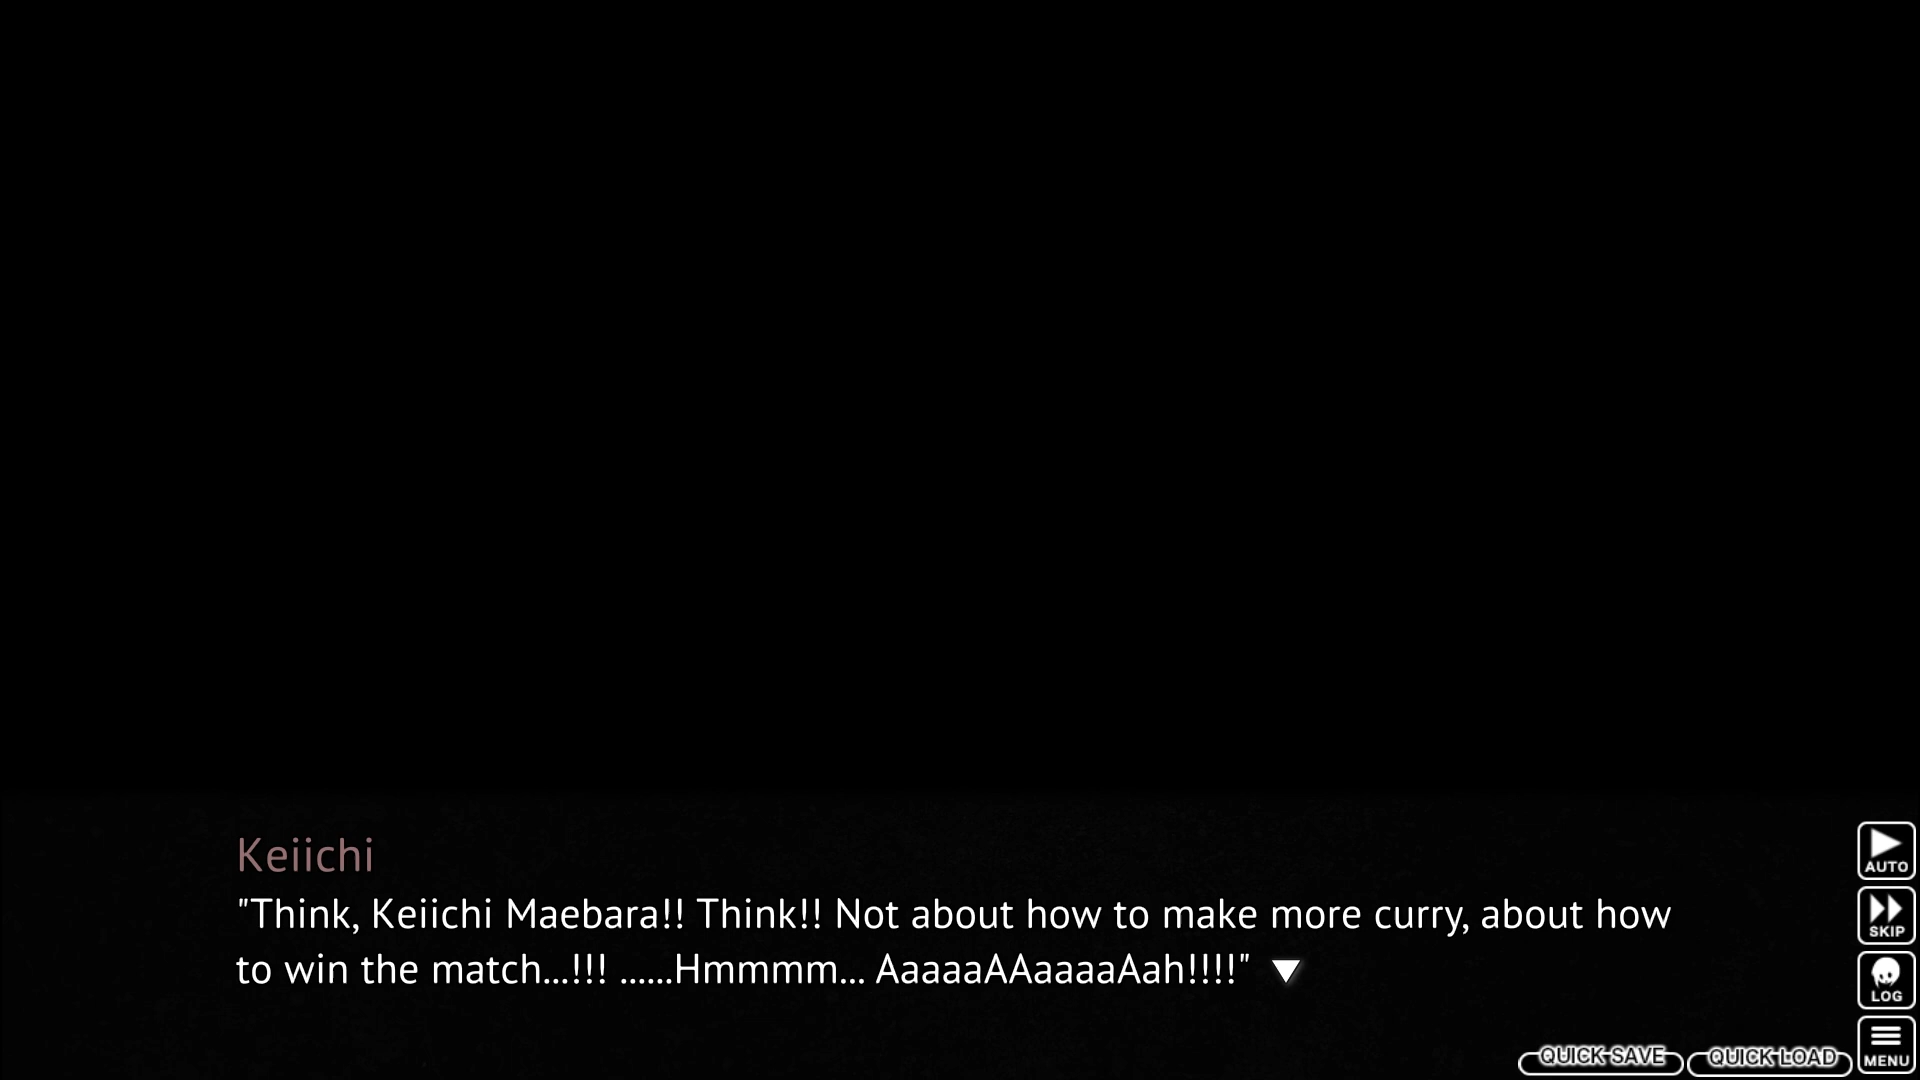 Keiichi
"Think, Keiichi Maebara!! Think!! Not about how to make more curry, about how
to win the match...!!! ......Hmmmm... AaaaaAAaaaaAah!!!!"
AUTO
SKIP
LOG
MENU
QUICK SAVE
QUICK LOAD